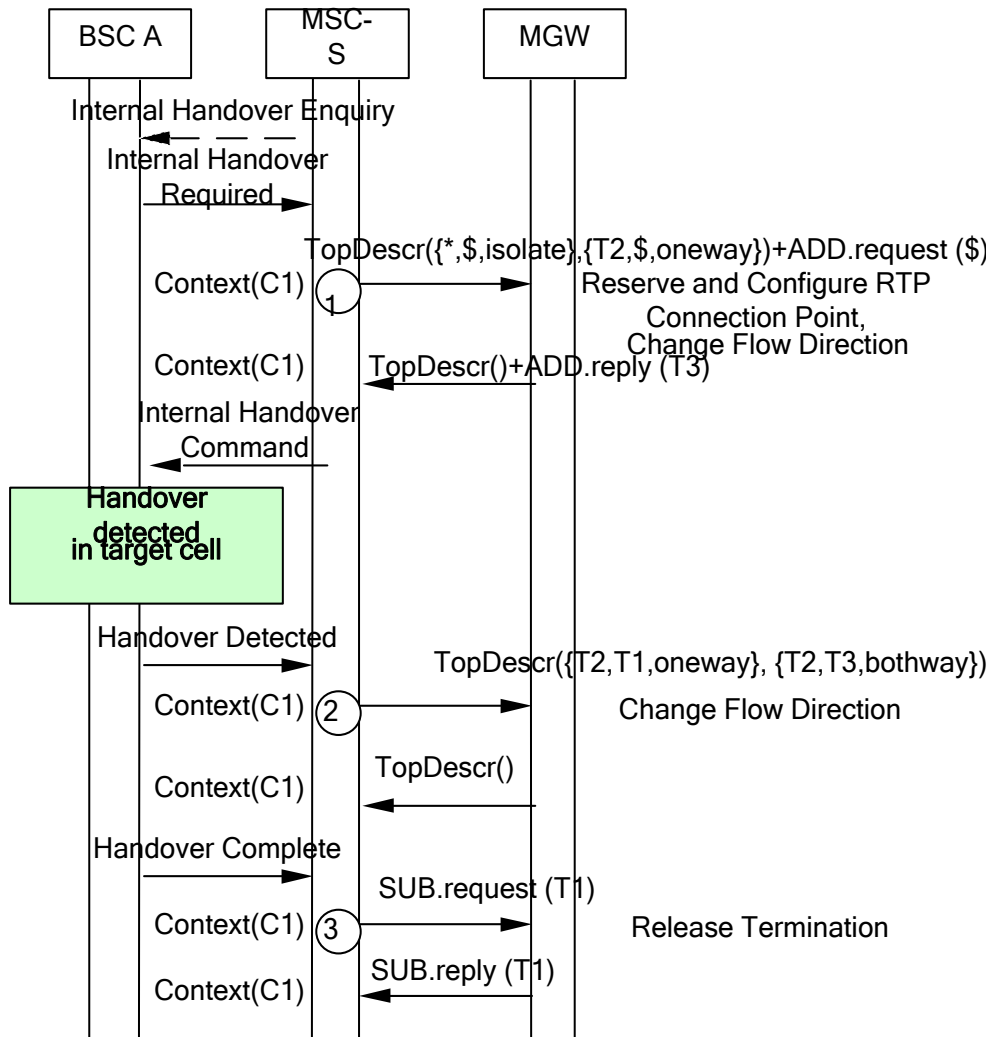 BSC A
MSC-
S
MGW
Internal Handover Enquiry
Internal Handover
Required
TopDescr({*,$,isolate},{T2,$,oneway})+ADD.request ($)
Context(C1)
1
Reserve and Configure RTP
Connection Point,
Change Flow Direction
Context(C1)
TopDescr()+ADD.reply (T3)
Internal Handover
Command
Handover
detected
in target cell
Handover Detected
TopDescr({T2,T1,oneway}, {T2,T3,bothway})
Context(C1)
2
Change Flow Direction
TopDescr()
Context(C1)
Handover Complete
SUB.request (T1)
Context(C1)
3
Release Termination
SUB.reply (T1)
Context(C1)